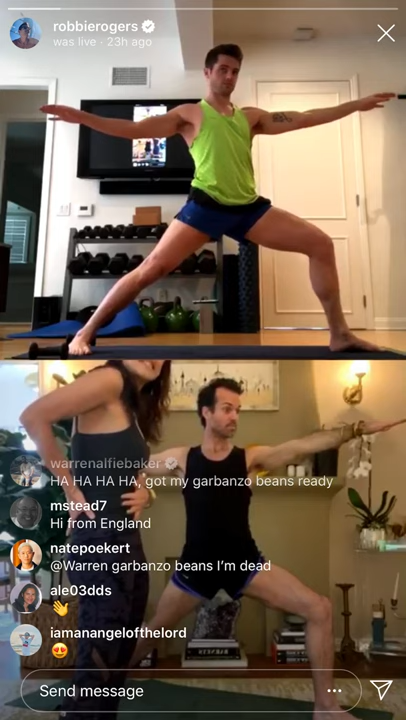 robbierogers
was live · 23h ago
warrenalfiebaker
HA HA HA HA, got my garbanzo beans ready
mstead7
Hi from England
natepoekert
@Warren garbanzo beans I'm dead
ale03dds
👋
iamanangelofthelord
😍
Send message